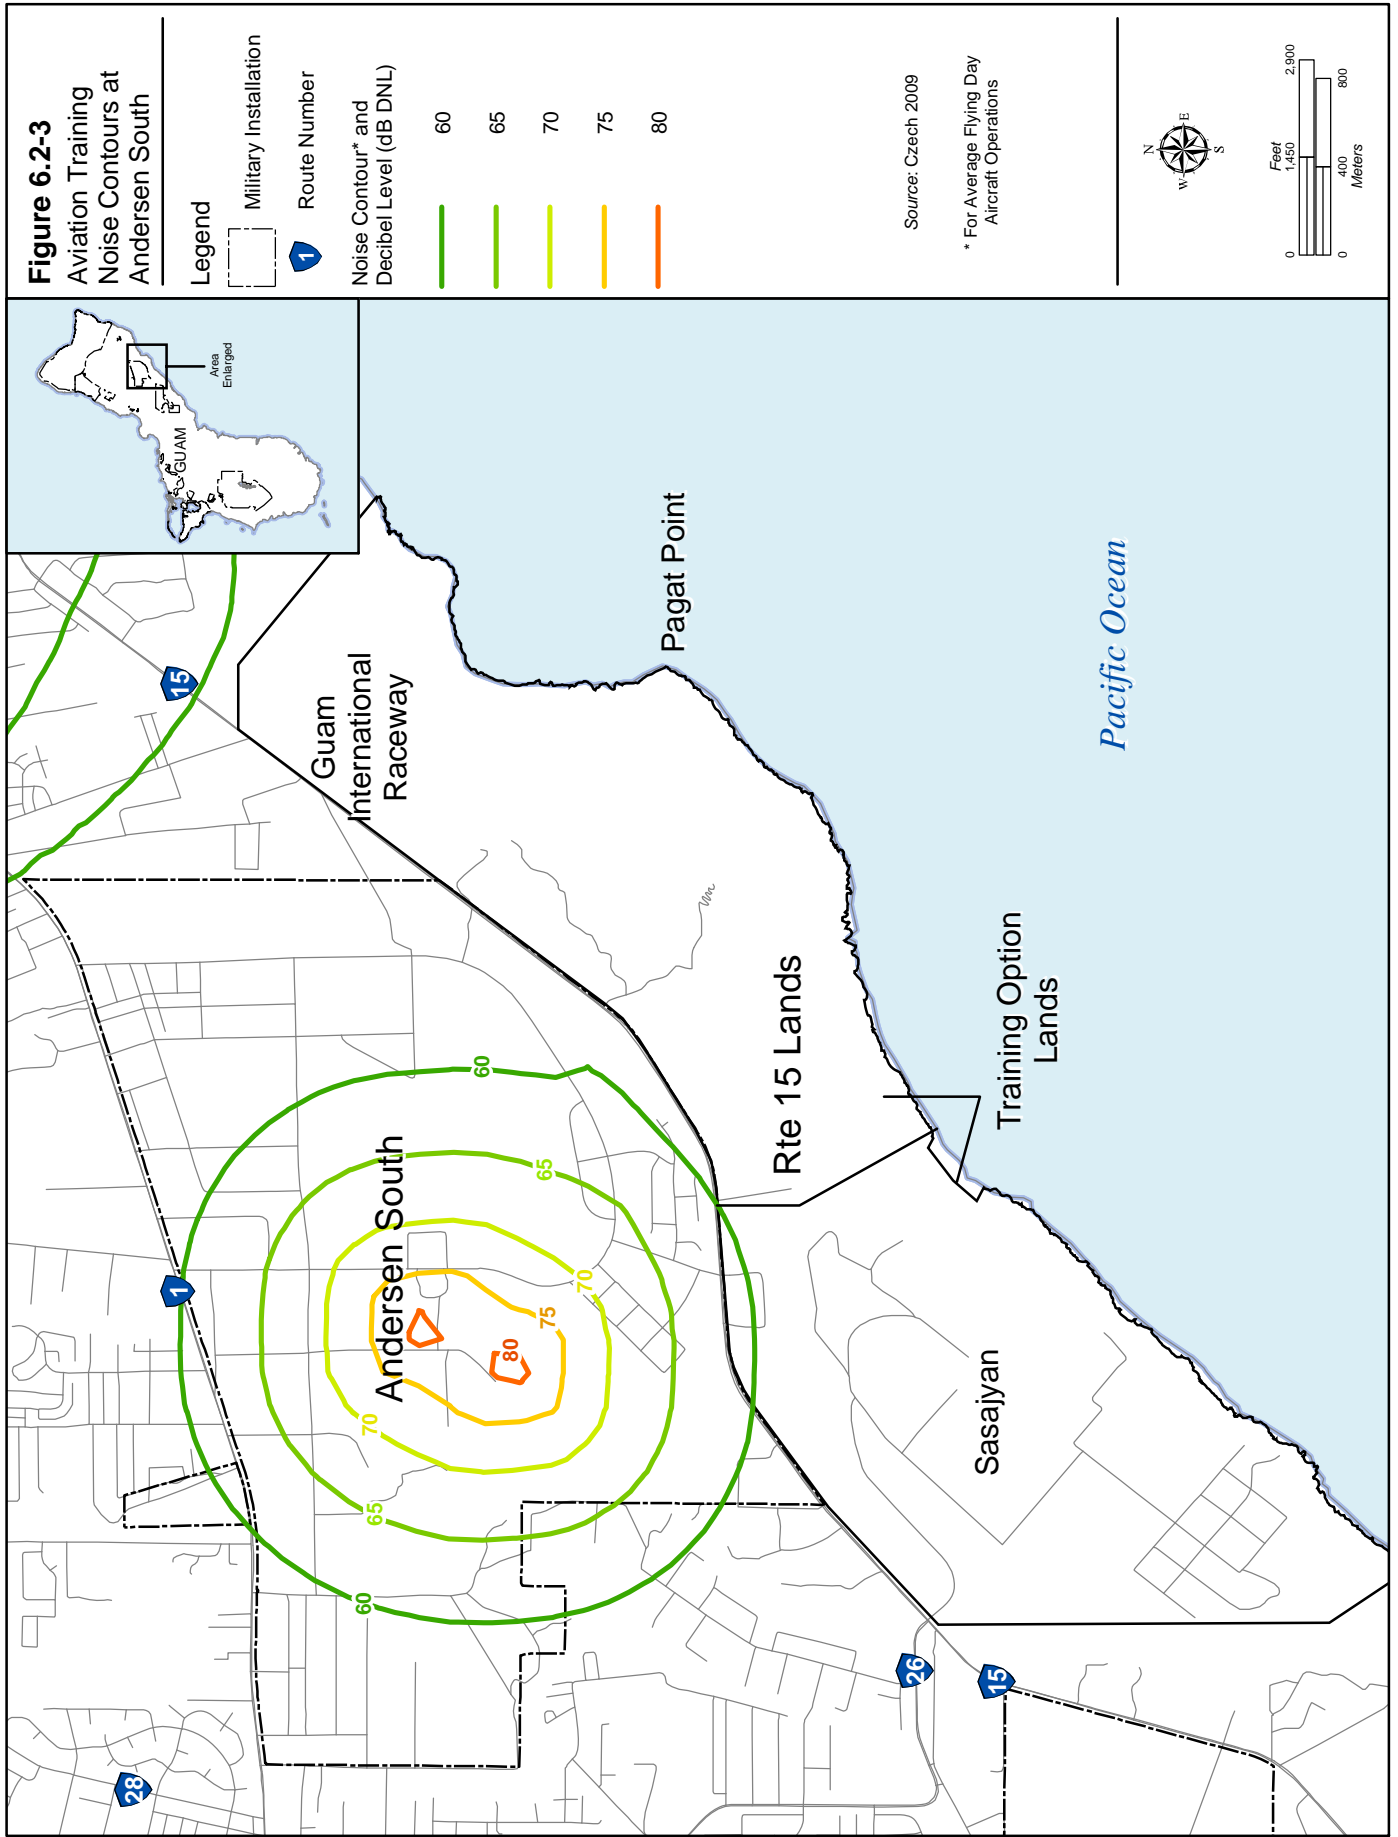 Figure 6.2-3
Aviation Training
Noise Contours at
Andersen South
Legend
Military Installation
1
Route Number
Noise Contour* and
Decibel Level (dB DNL)
60
65
70
75
80
Source: Czech 2009
* For Average Flying Day
Aircraft Operations
N
W
E
S
Feet
0
1,450
2,900
0
400
800
Meters
GUAM
Area
Enlarged
28
1
15
Guam
International
Raceway
Andersen South
60
65
70
60
65
70
75
80
Pagat Point
Rte 15 Lands
Training Option
Lands
Sasajyan
26
15
Pacific Ocean